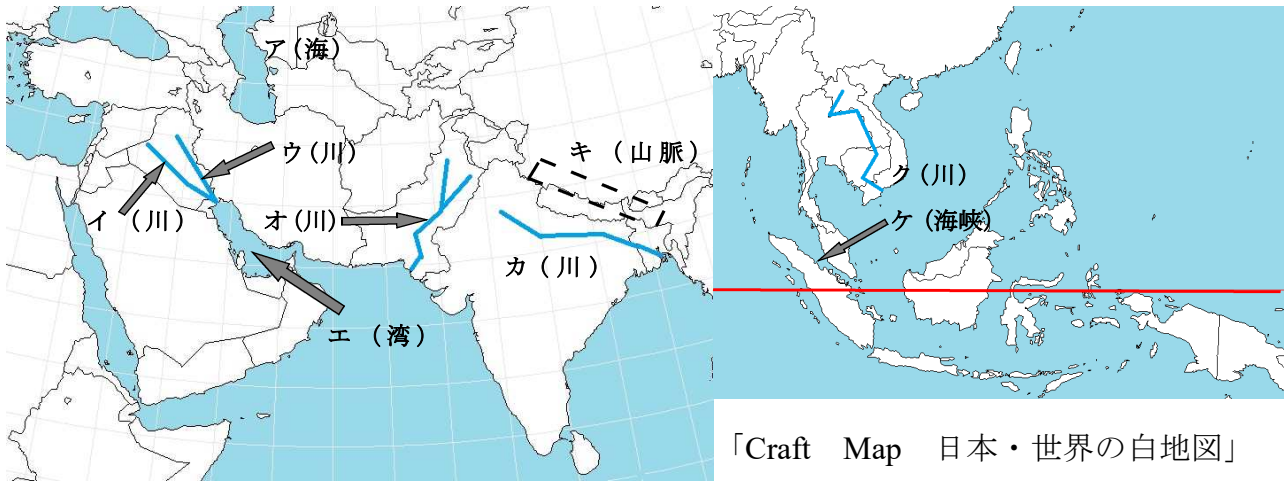 ア（海）
キ（山脈）
ウ（川）
ク（川）
イ（川）
オ（川）
ケ（海峡）
カ（川）
エ（湾）
「Craft Map 日本・世界の白地図」